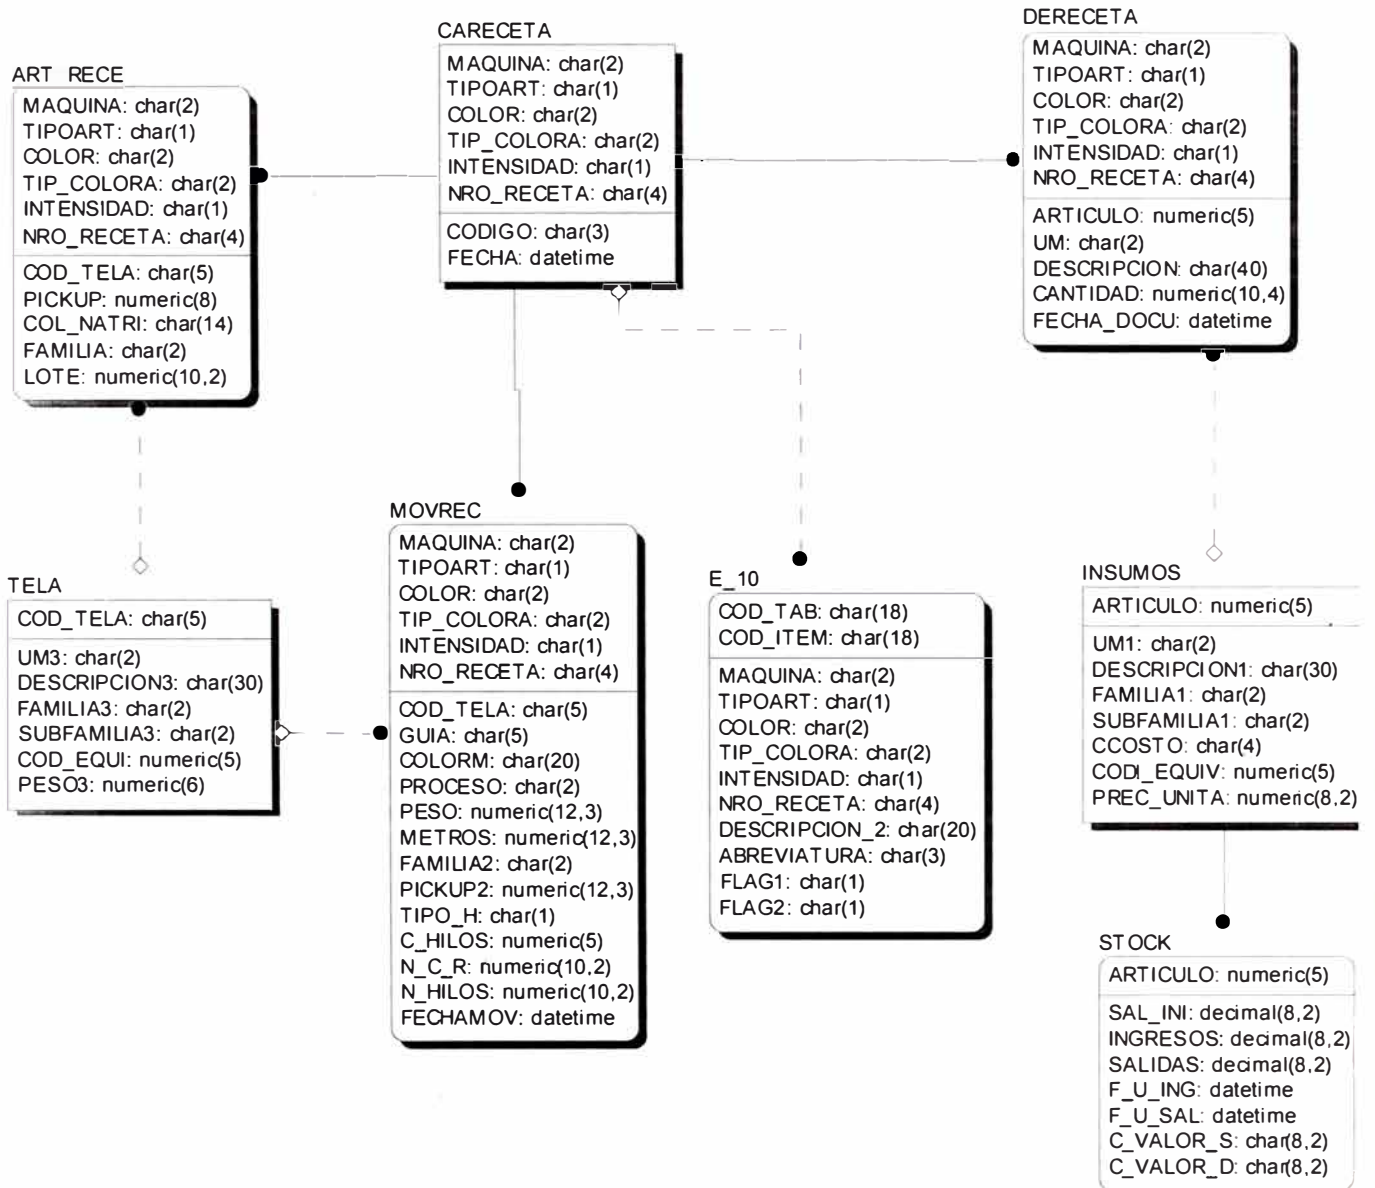 CARECETA
MAQUINA: char(2)
TIPOART: char(1)
COLOR: char(2)
TIP_COLORA: char(2)
INTENSIDAD: char(1)
NRO_RECETA: char(4)
CODIGO: char(3)
FECHA: datetime
DERECETA
MAQUINA: char(2)
TIPOART: char(1)
COLOR: char(2)
TIP_COLORA: char(2)
INTENSIDAD: char(1)
NRO_RECETA: char(4)
ARTICULO: numeric(5)
UM: char(2)
DESCRIPCION: char(40)
CANTIDAD: numeric(10,4)
FECHA_DOCU: datetime
ART RECE
MAQUINA: char(2)
TIPOART: char(1)
COLOR: char(2)
TIP_COLORA: char(2)
INTENSIDAD: char(1)
NRO_RECETA: char(4)
COD_TELA: char(5)
PICKUP: numeric(8)
COL_NATRI: char(14)
FAMILIA: char(2)
LOTE: numeric(10,2)
TELA
COD_TELA: char(5)
UM3: char(2)
DESCRIPCION3: char(30)
FAMILIA3: char(2)
SUBFAMILIA3: char(2)
COD_EQUI: numeric(5)
PESO3: numeric(6)
MOVREC
MAQUINA: char(2)
TIPOART: char(1)
COLOR: char(2)
TIP_COLORA: char(2)
INTENSIDAD: char(1)
NRO_RECETA: char(4)
COD_TELA: char(5)
GUIA: char(5)
COLORM: char(20)
PROCESO: char(2)
PESO: numeric(12,3)
METROS: numeric(12,3)
FAMILIA2: char(2)
PICKUP2: numeric(12,3)
TIPO_H: char(1)
C_HILOS: numeric(5)
N_C_R: numeric(10,2)
N_HILOS: numeric(10,2)
FECHAMOV: datetime
E_10
COD_TAB: char(18)
COD_ITEM: char(18)
MAQUINA: char(2)
TIPOART: char(1)
COLOR: char(2)
TIP_COLORA: char(2)
INTENSIDAD: char(1)
NRO_RECETA: char(4)
DESCRIPCION_2: char(20)
ABREVIATURA: char(3)
FLAG1: char(1)
FLAG2: char(1)
INSUMOS
ARTICULO: numeric(5)
UM1: char(2)
DESCRIPCION1: char(30)
FAMILIA1: char(2)
SUBFAMILIA1: char(2)
CCOSTO: char(4)
CODI_EQUIV: numeric(5)
PREC_UNITA: numeric(8,2)
STOCK
ARTICULO: numeric(5)
SAL_INI: decimal(8,2)
INGRESOS: decimal(8,2)
SALIDAS: decimal(8,2)
F_U_ING: datetime
F_U_SAL: datetime
C_VALOR_S: char(8,2)
C_VALOR_D: char(8,2)